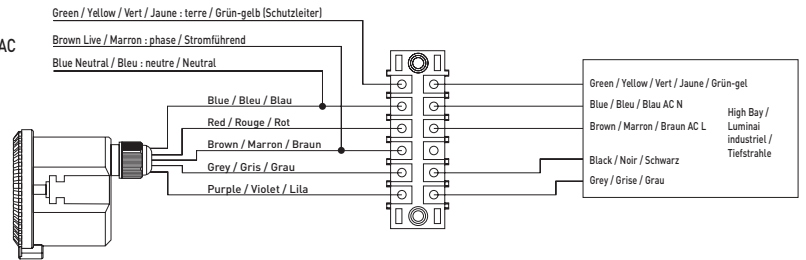 Green / Yellow / Vert / Jaune : terre / Grün-gelb (Schutzleiter)
AC
Brown Live / Marron : phase / Stromführend
Blue Neutral / Bleu : neutre / Neutral
Blue / Bleu / Blau
Red / Rouge / Rot
Brown / Marron / Braun
Grey / Gris / Grau
Purple / Violet / Lila
Green / Yellow / Vert / Jaune / Grün-gel
Blue / Bleu / Blau AC N
Brown / Marron / Braun AC L
Black / Noir / Schwarz
Grey / Grise / Grau
High Bay /
Luminai
industriel /
Tiefstrahle